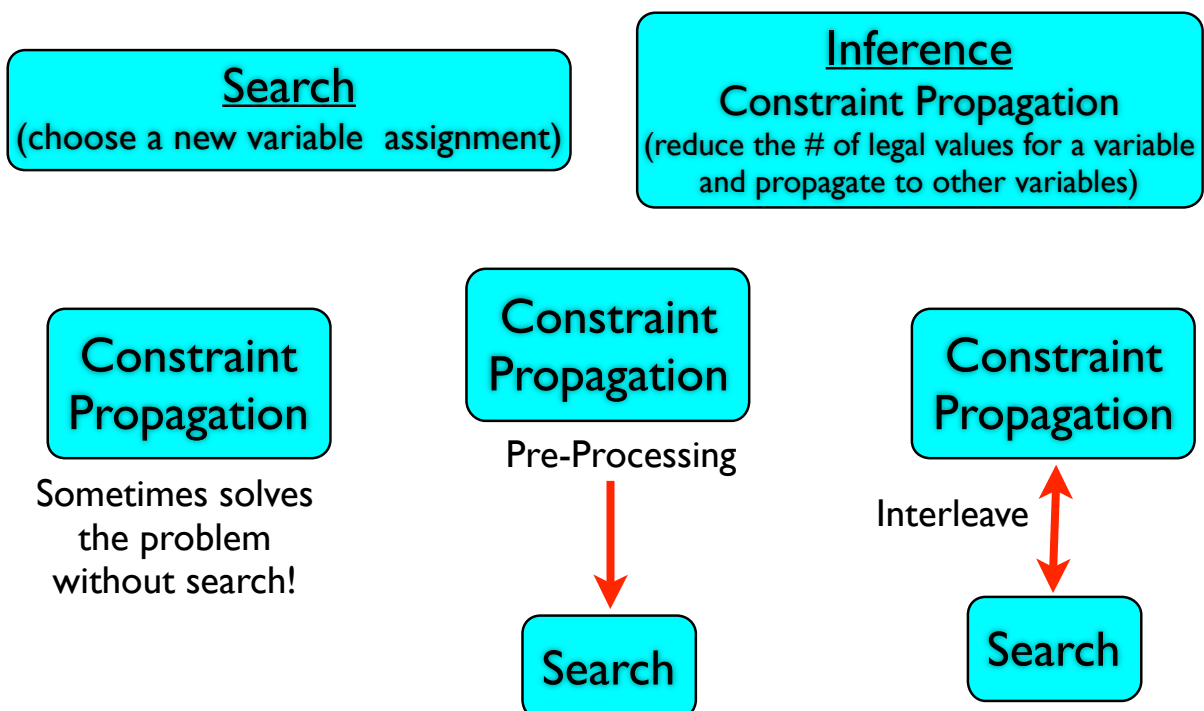 Search
(choose a new variable assignment)
Inference
Constraint Propagation
(reduce the # of legal values for a variable
and propagate to other variables)
Constraint
Propagation
Sometimes solves
the problem
without search!
Constraint
Propagation
Pre-Processing
Search
Constraint
Propagation
Interleave
Search